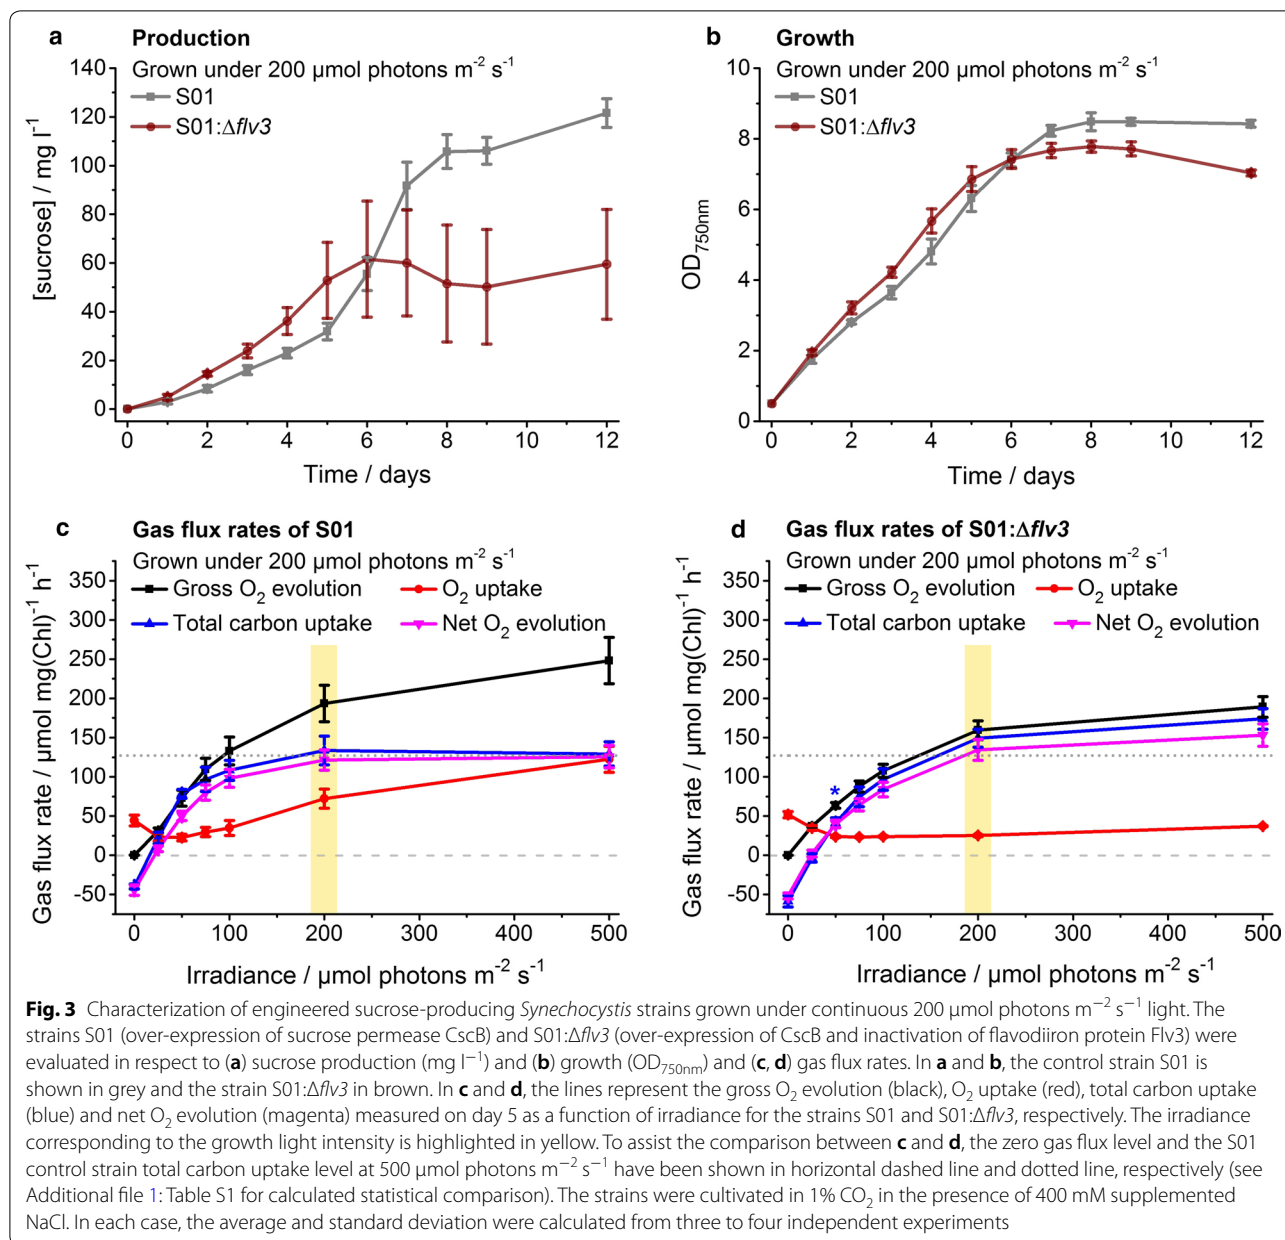 a Production
Grown under 200 µmol photons m⁻² s⁻¹
S01
S01:Δflv3
[sucrose] / mg l⁻¹
140
120
100
80
60
40
20
0
0 2 4 6 8 10 12
Time / days
b Growth
Grown under 200 µmol photons m⁻² s⁻¹
S01
S01:Δflv3
OD750nm
10
8
6
4
2
0
0 2 4 6 8 10 12
Time / days
c Gas flux rates of S01
Grown under 200 µmol photons m⁻² s⁻¹
Gross O₂ evolution O₂ uptake
Total carbon uptake Net O₂ evolution
Gas flux rate / µmol mg(Chl)⁻¹ h⁻¹
350
300
250
200
150
100
50
0
-50
0 100 200 300 400 500
Irradiance / µmol photons m⁻² s⁻¹
d Gas flux rates of S01:Δflv3
Grown under 200 µmol photons m⁻² s⁻¹
Gross O₂ evolution O₂ uptake
Total carbon uptake Net O₂ evolution
Gas flux rate / µmol mg(Chl)⁻¹ h⁻¹
350
300
250
200
150
100
50
0
-50
*
0 100 200 300 400 500
Irradiance / µmol photons m⁻² s⁻¹
Fig. 3 Characterization of engineered sucrose-producing Synechocystis strains grown under continuous 200 µmol photons m⁻² s⁻¹ light. The
strains S01 (over-expression of sucrose permease CscB) and S01:Δflv3 (over-expression of CscB and inactivation of flavodiiron protein Flv3) were
evaluated in respect to (a) sucrose production (mg l⁻¹) and (b) growth (OD750nm) and (c, d) gas flux rates. In a and b, the control strain S01 is
shown in grey and the strain S01:Δflv3 in brown. In c and d, the lines represent the gross O₂ evolution (black), O₂ uptake (red), total carbon uptake
(blue) and net O₂ evolution (magenta) measured on day 5 as a function of irradiance for the strains S01 and S01:Δflv3, respectively. The irradiance
corresponding to the growth light intensity is highlighted in yellow. To assist the comparison between c and d, the zero gas flux level and the S01
control strain total carbon uptake level at 500 µmol photons m⁻² s⁻¹ have been shown in horizontal dashed line and dotted line, respectively (see
Additional file 1: Table S1 for calculated statistical comparison). The strains were cultivated in 1% CO₂ in the presence of 400 mM supplemented
NaCl. In each case, the average and standard deviation were calculated from three to four independent experiments